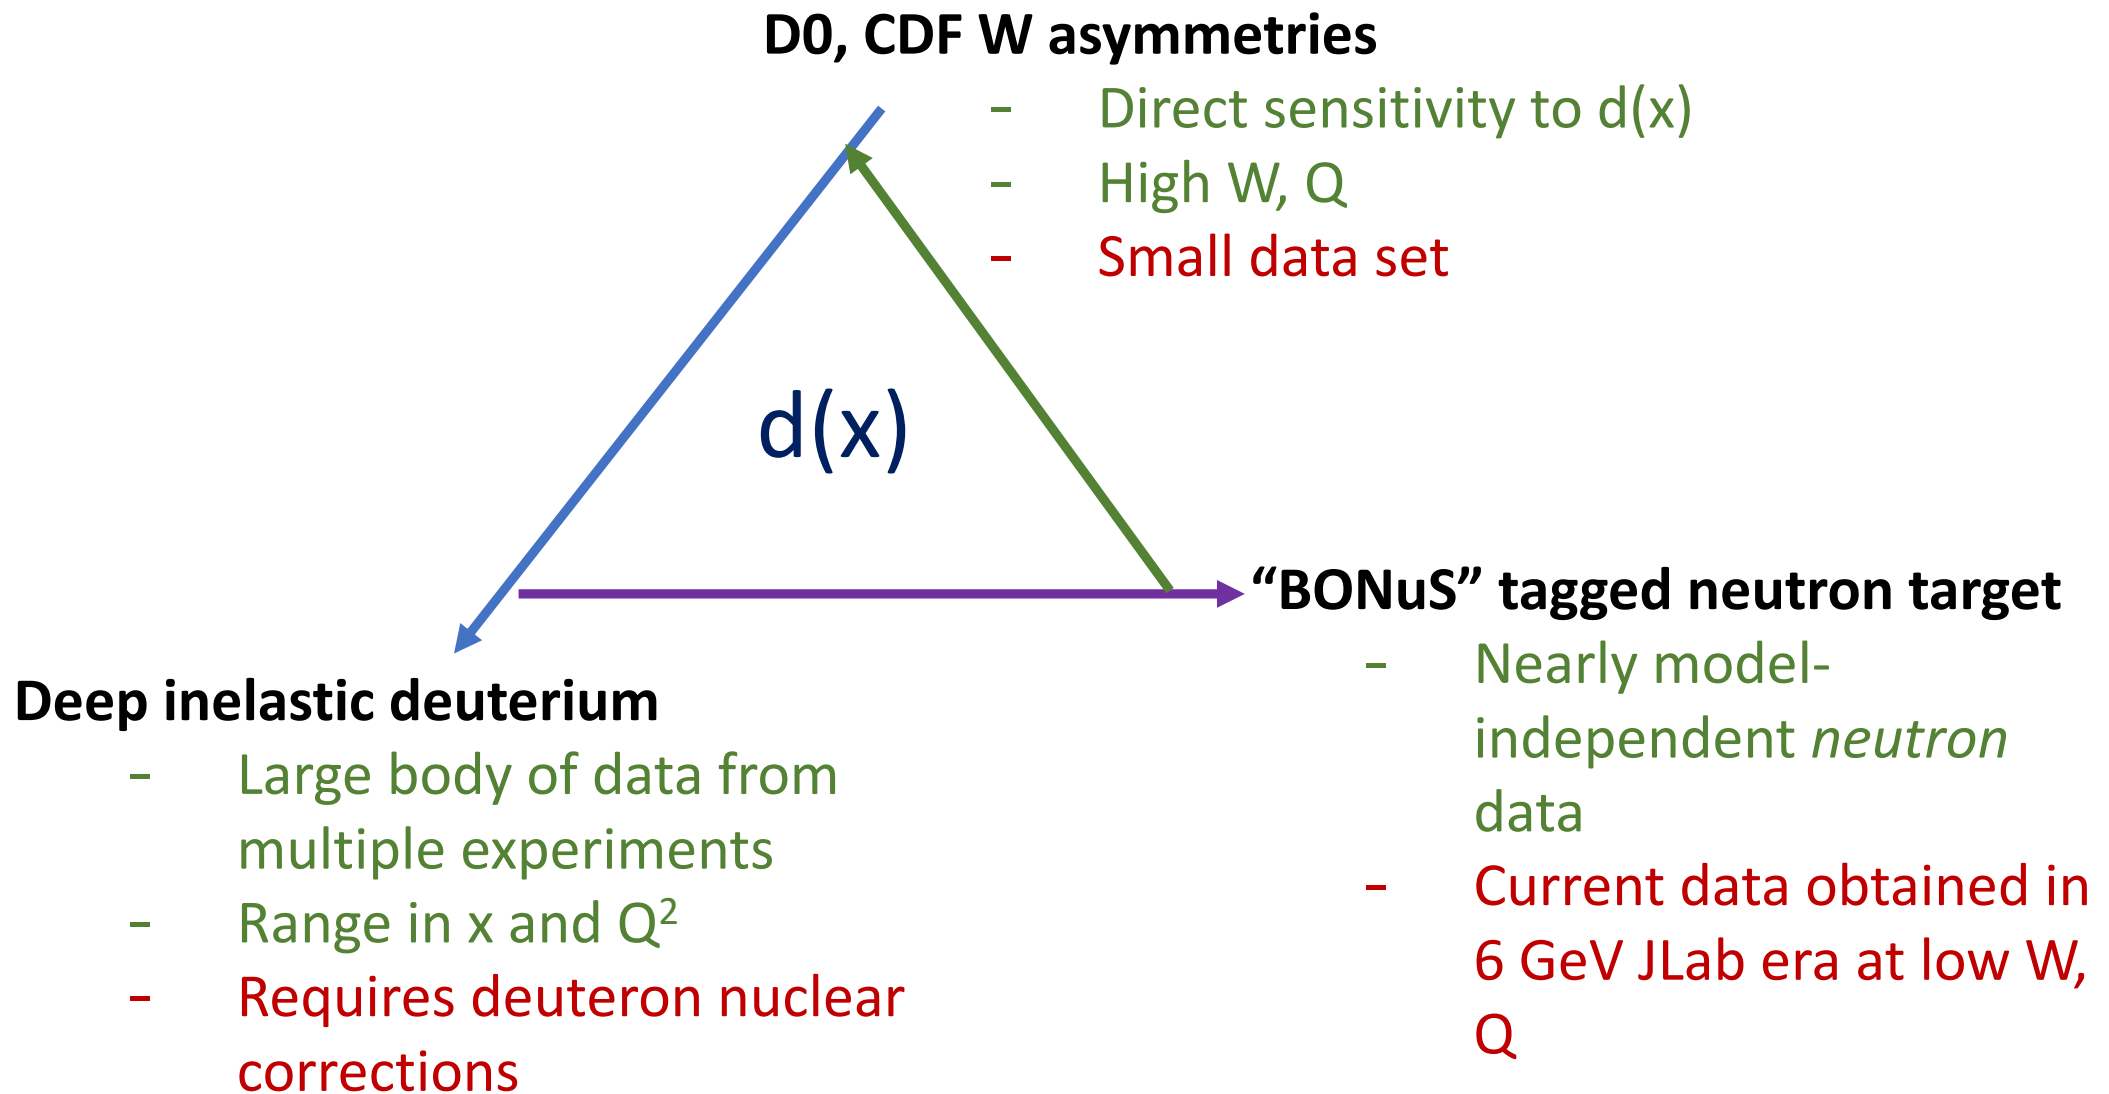 D0, CDF W asymmetries
- Direct sensitivity to d(x)
- High W, Q
- Small data set
d(x)
“BONuS” tagged neutron target
- Nearly model-
independent neutron
data
- Current data obtained in
6 GeV JLab era at low W,
Q
Deep inelastic deuterium
- Large body of data from
multiple experiments
- Range in x and Q²
- Requires deuteron nuclear
corrections